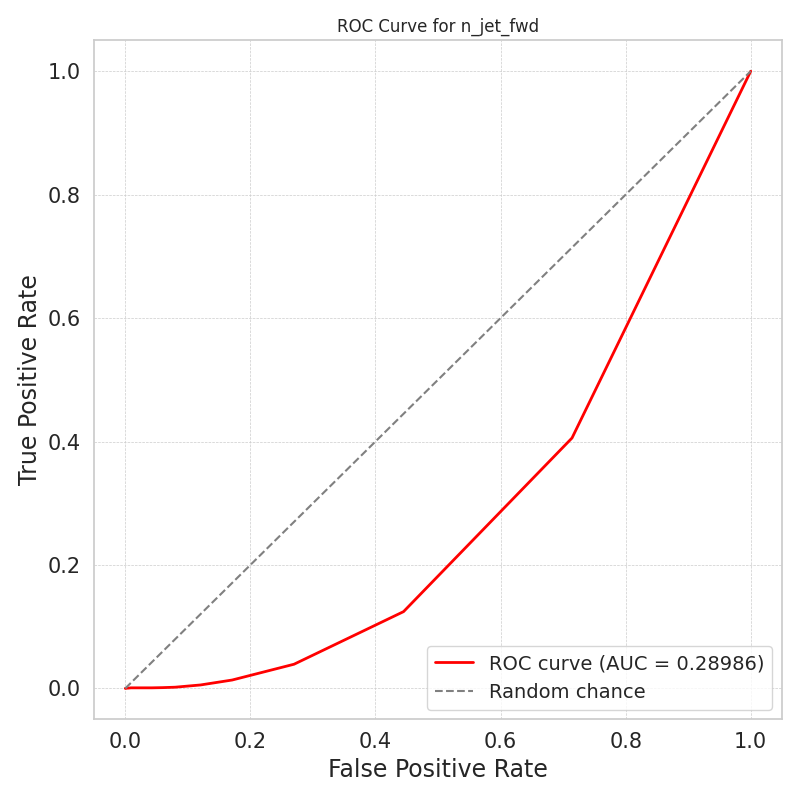 ROC Curve for n_jet_fwd
1.0
0.8
0.6
0.4
0.2
0.0
True Positive Rate
ROC curve (AUC = 0.28986)
Random chance
0.0 0.2 0.4 0.6 0.8 1.0
False Positive Rate